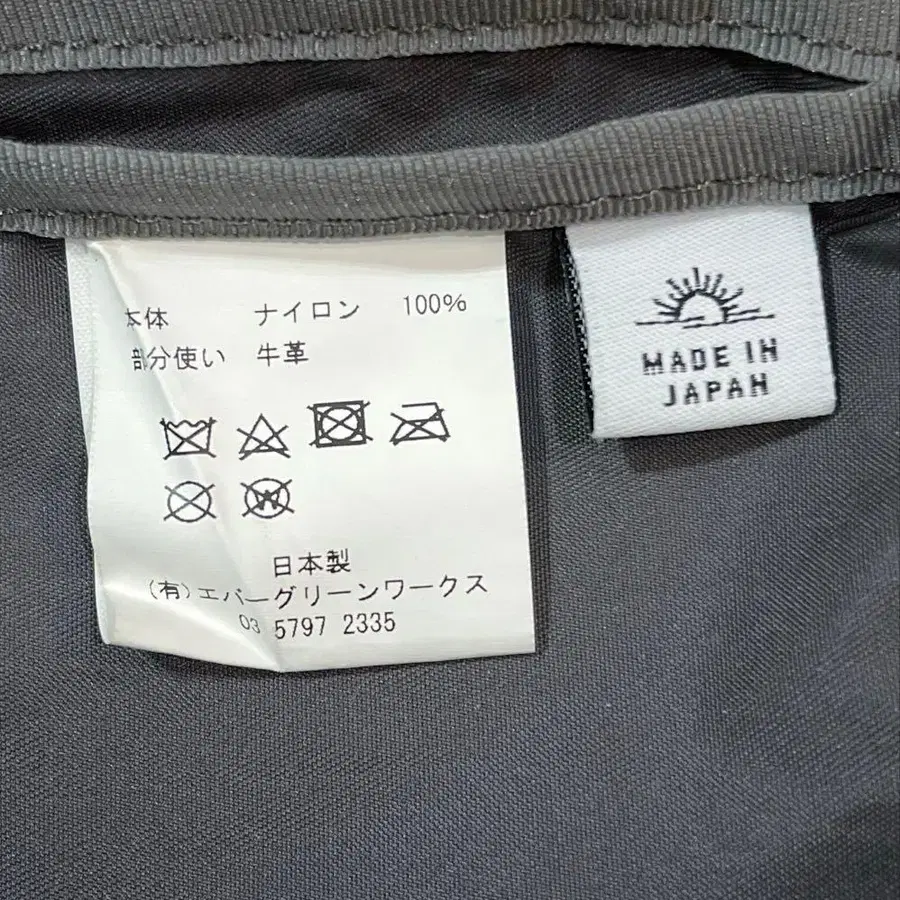 本体 ナイロン 100%
部分使い 牛革
W
日本製
(有)エバーグリーンワークス
03 5797 2335
MADE IN
JAPAN